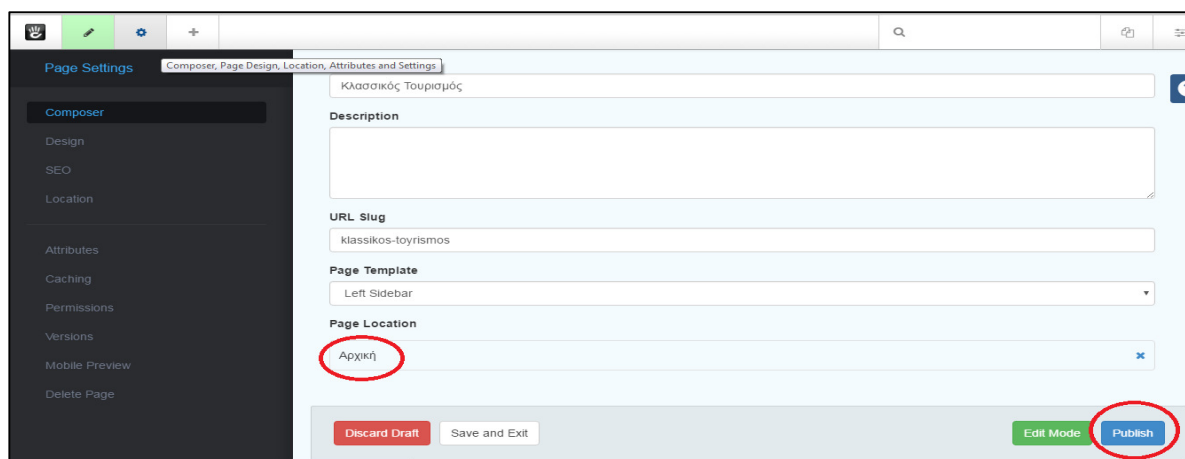 Page Settings
Composer, Page Design, Location, Attributes and Settings
Composer
Design
SEO
Location
Attributes
Caching
Permissions
Versions
Mobile Preview
Delete Page
Κλασσικός Τουρισμός
Description
URL Slug
klassikos-toyrismos
Page Template
Left Sidebar
Page Location
Αρχική
Discard Draft Save and Exit Edit Mode Publish